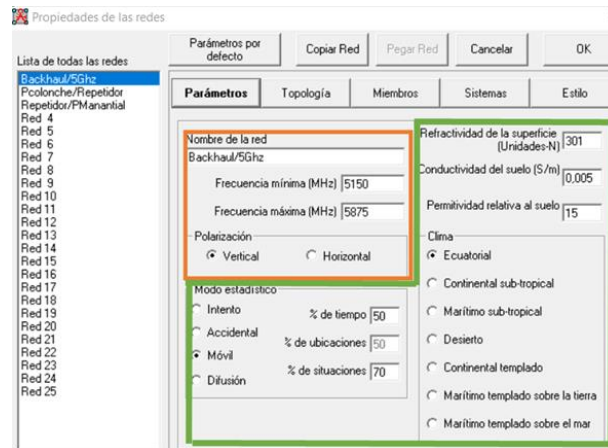 Propiedades de las redes
Lista de todas las redes
Backhaul/5Ghz
Pcolonche/Repetidor
Repetidor/PManantial
Red 4
Red 5
Red 6
Red 7
Red 8
Red 9
Red 10
Red 11
Red 12
Red 13
Red 14
Red 15
Red 16
Red 17
Red 18
Red 19
Red 20
Red 21
Red 22
Red 23
Red 24
Red 25
Parámetros por defecto
Copiar Red
Pegar Red
Cancelar
OK
Parámetros
Topología
Miembros
Sistemas
Estilo
Nombre de la red
Backhaul/5Ghz
Frecuencia mínima (MHz) 5150
Frecuencia máxima (MHz) 5875
Polarización
Vertical
Horizontal
Modo estadístico
Intento
Accidental
Móvil
Difusión
% de tiempo 50
% de ubicaciones 50
% de situaciones 70
Refractividad de la superficie
(Unidades-N) 301
Conductividad del suelo (S/m) 0,005
Permitividad relativa al suelo 15
Clima
Ecuatorial
Continental sub-tropical
Marítimo sub-tropical
Desierto
Continental templado
Marítimo templado sobre la tierra
Marítimo templado sobre el mar